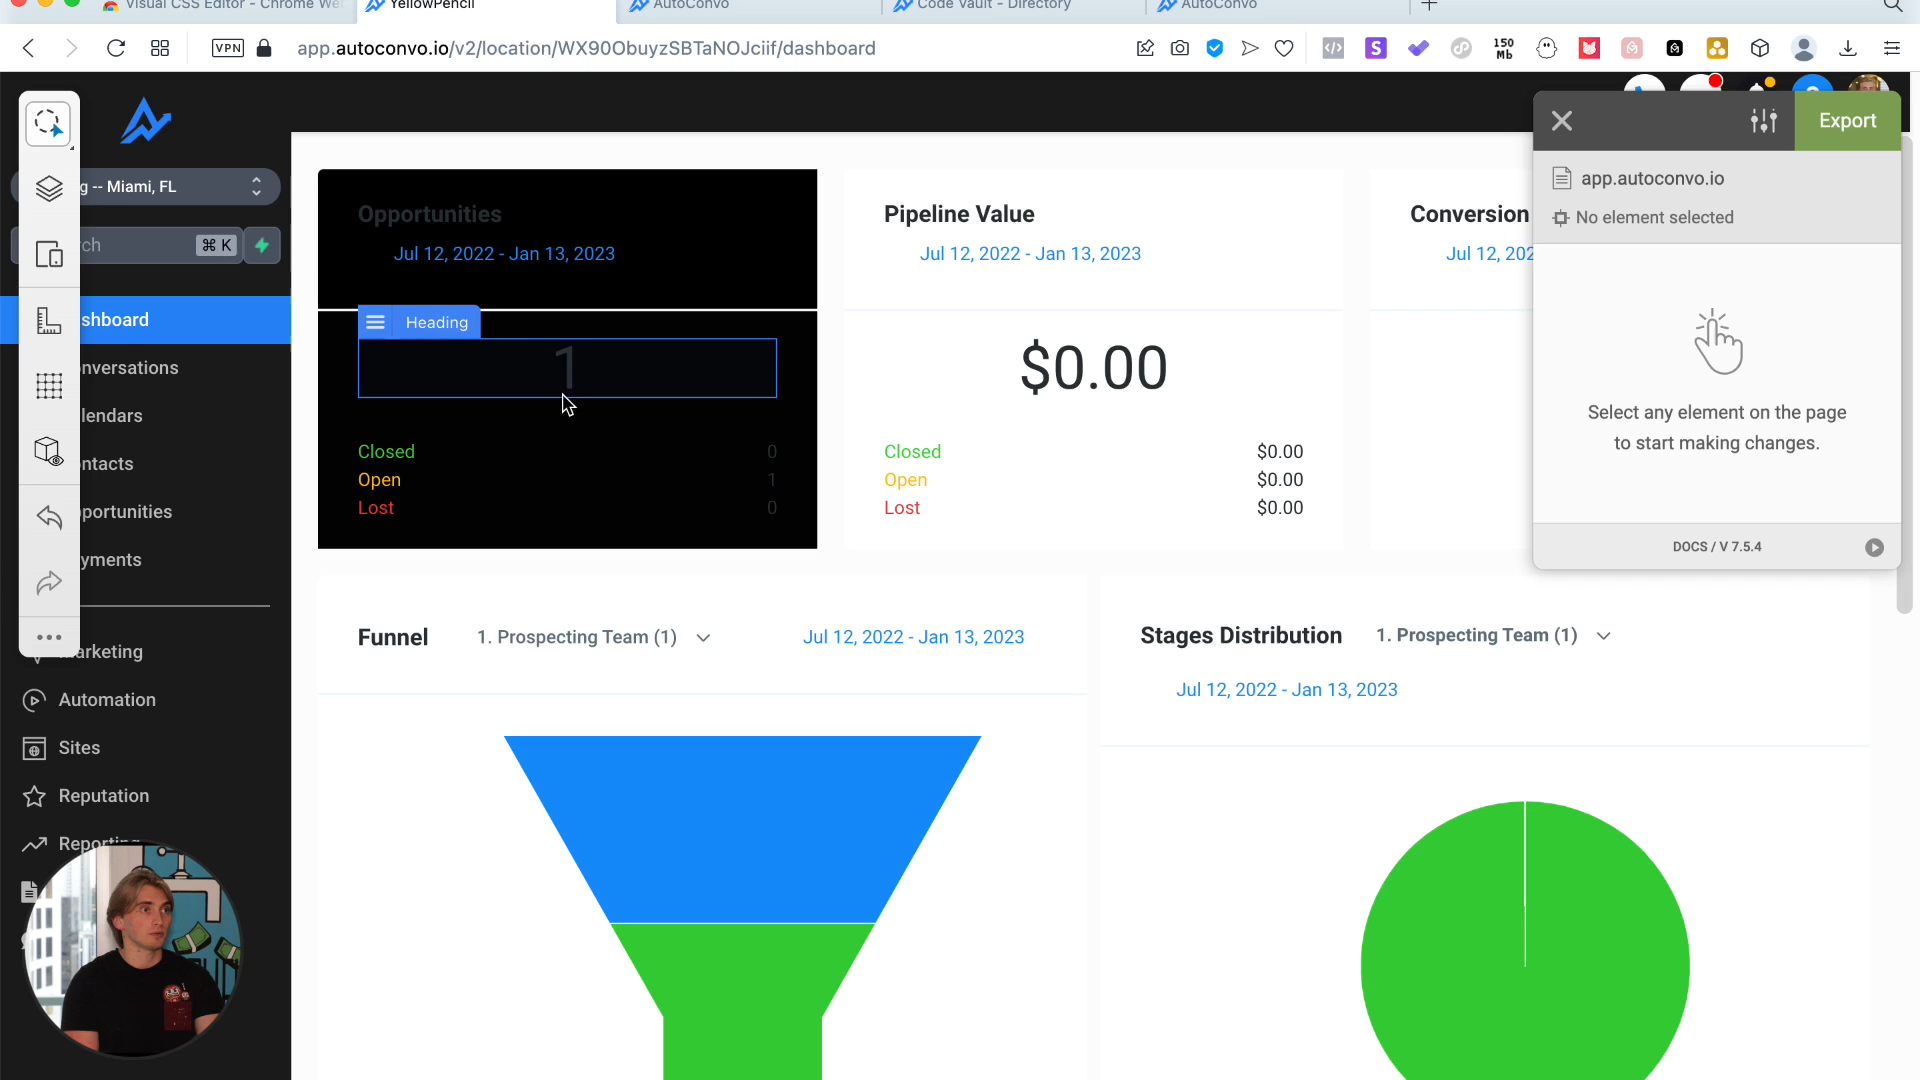 Visual CSS Editor - Chrome We
YellowPencil
AutoConvo
Code Vault - Directory
AutoConvo
VPN
app.autoconvo.io/v2/location/WX90ObuyzSBTaNOJciif/dashboard
150
Mb
Export
g -- Miami, FL
app.autoconvo.io
No element selected
ch
⌘ K
Opportunities
Jul 12, 2022 - Jan 13, 2023
Heading
1
Closed 0
Open 1
Lost 0
Pipeline Value
Jul 12, 2022 - Jan 13, 2023
$0.00
Closed $0.00
Open $0.00
Lost $0.00
Conversion
Jul 12, 202
Select any element on the page
to start making changes.
DOCS / V 7.5.4
shboard
nversations
lendars
ntacts
portunities
yments
arketing
Automation
Sites
Reputation
Reporting
Funnel
1. Prospecting Team (1)
Jul 12, 2022 - Jan 13, 2023
Stages Distribution
1. Prospecting Team (1)
Jul 12, 2022 - Jan 13, 2023